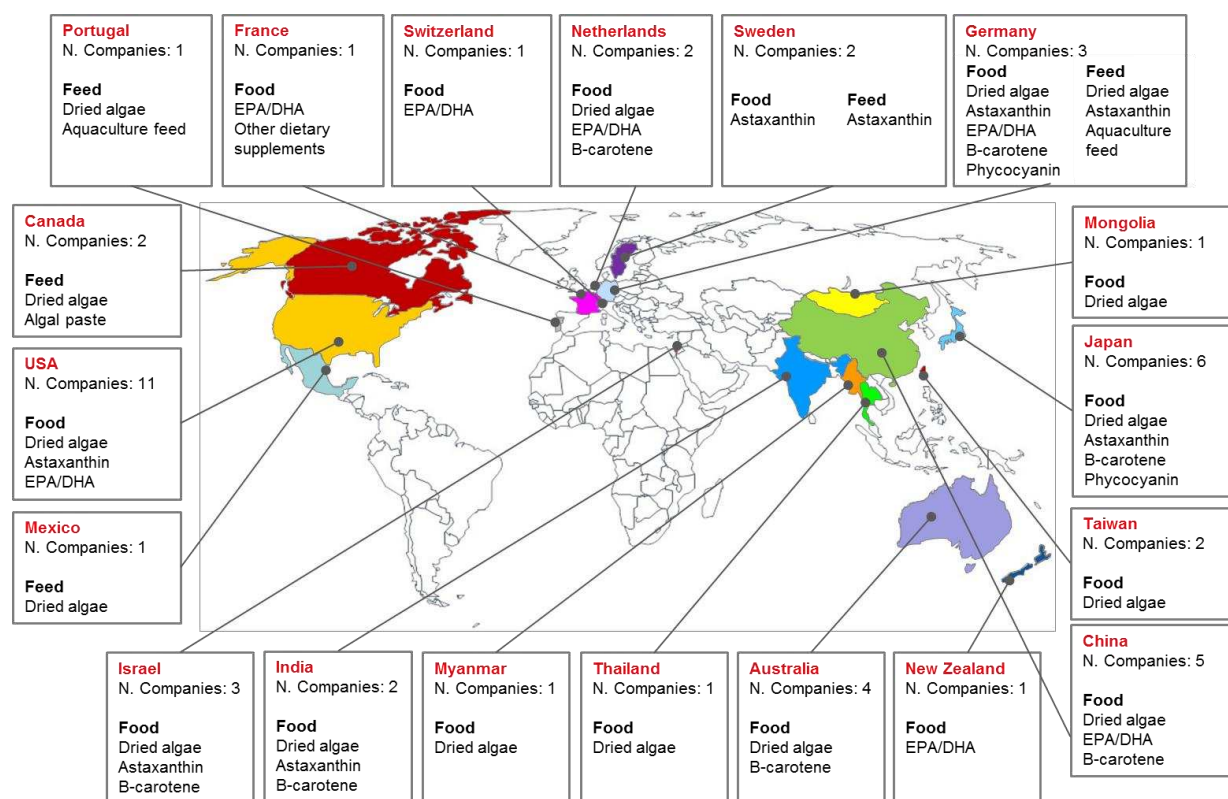 Portugal
N. Companies: 1
Feed
Dried algae
Aquaculture feed
France
N. Companies: 1
Food
EPA/DHA
Other dietary
supplements
Switzerland
N. Companies: 1
Food
EPA/DHA
Netherlands
N. Companies: 2
Food
Dried algae
EPA/DHA
B-carotene
Sweden
N. Companies: 2
Food
Astaxanthin
Feed
Astaxanthin
Germany
N. Companies: 3
Food
Dried algae
Astaxanthin
EPA/DHA
B-carotene
Phycocyanin
Feed
Dried algae
Astaxanthin
Aquaculture
feed
Canada
N. Companies: 2
Feed
Dried algae
Algal paste
USA
N. Companies: 11
Food
Dried algae
Astaxanthin
EPA/DHA
Mexico
N. Companies: 1
Feed
Dried algae
Mongolia
N. Companies: 1
Food
Dried algae
Japan
N. Companies: 6
Food
Dried algae
Astaxanthin
B-carotene
Phycocyanin
Taiwan
N. Companies: 2
Food
Dried algae
China
N. Companies: 5
Food
Dried algae
EPA/DHA
B-carotene
Israel
N. Companies: 3
Food
Dried algae
Astaxanthin
B-carotene
India
N. Companies: 2
Food
Dried algae
Astaxanthin
B-carotene
Myanmar
N. Companies: 1
Food
Dried algae
Thailand
N. Companies: 1
Food
Dried algae
Australia
N. Companies: 4
Food
Dried algae
B-carotene
New Zealand
N. Companies: 1
Food
EPA/DHA